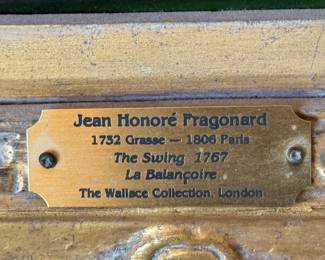 Jean Honoré Fragonard
1732 Grasse — 1806 Paris
The Swing 1767
La Balançoire
The Wallace Collection, London